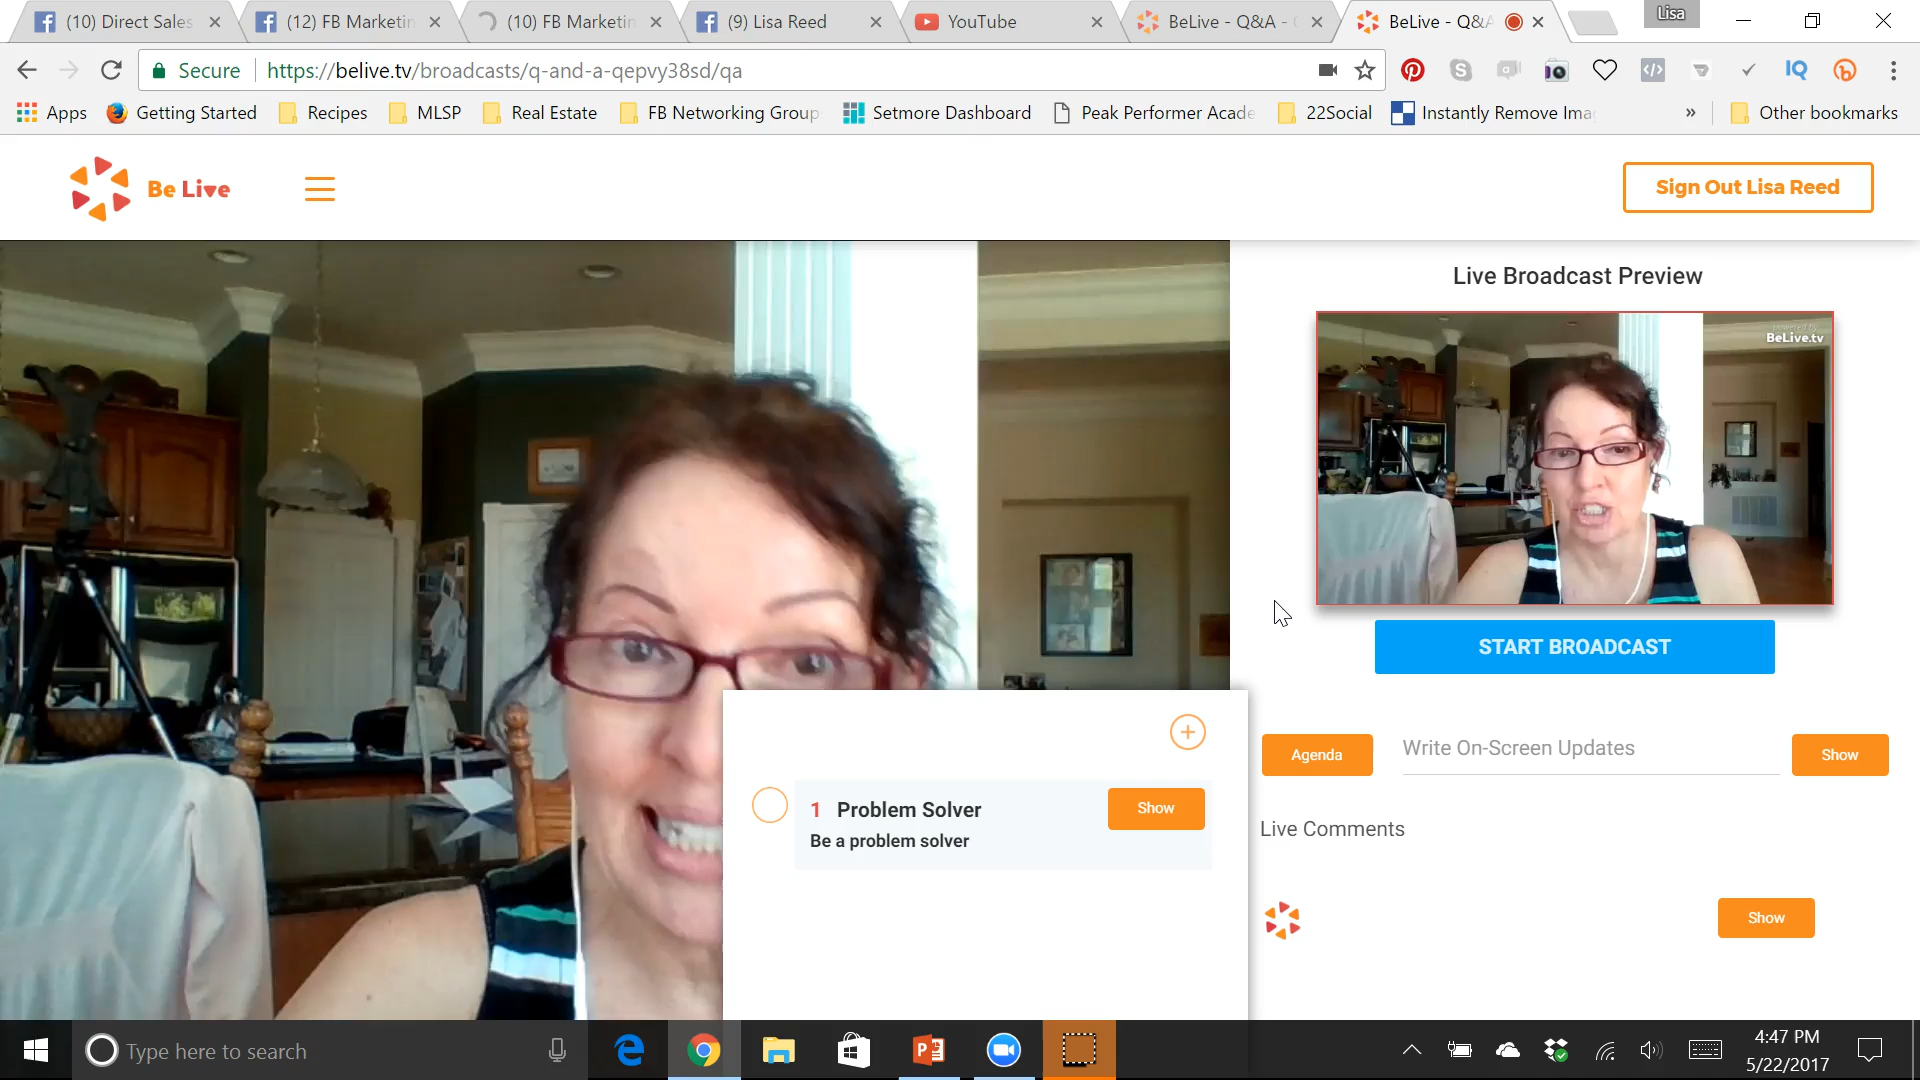 (10) Direct Sales
(12) FB Marketin
(10) FB Marketin
(9) Lisa Reed
YouTube
BeLive - Q&A -
BeLive - Q&A
Lisa
Secure
https://belive.tv/broadcasts/q-and-a-qepvy38sd/qa
Apps
Getting Started
Recipes
MLSP
Real Estate
FB Networking Group
Setmore Dashboard
Peak Performer Acade
22Social
Instantly Remove Ima
»
Other bookmarks
Be Live
Sign Out Lisa Reed
Live Broadcast Preview
powered by
BeLive.tv
START BROADCAST
Agenda
Write On-Screen Updates
Show
1 Problem Solver
Show
Be a problem solver
Live Comments
Show
Type here to search
4:47 PM
5/22/2017